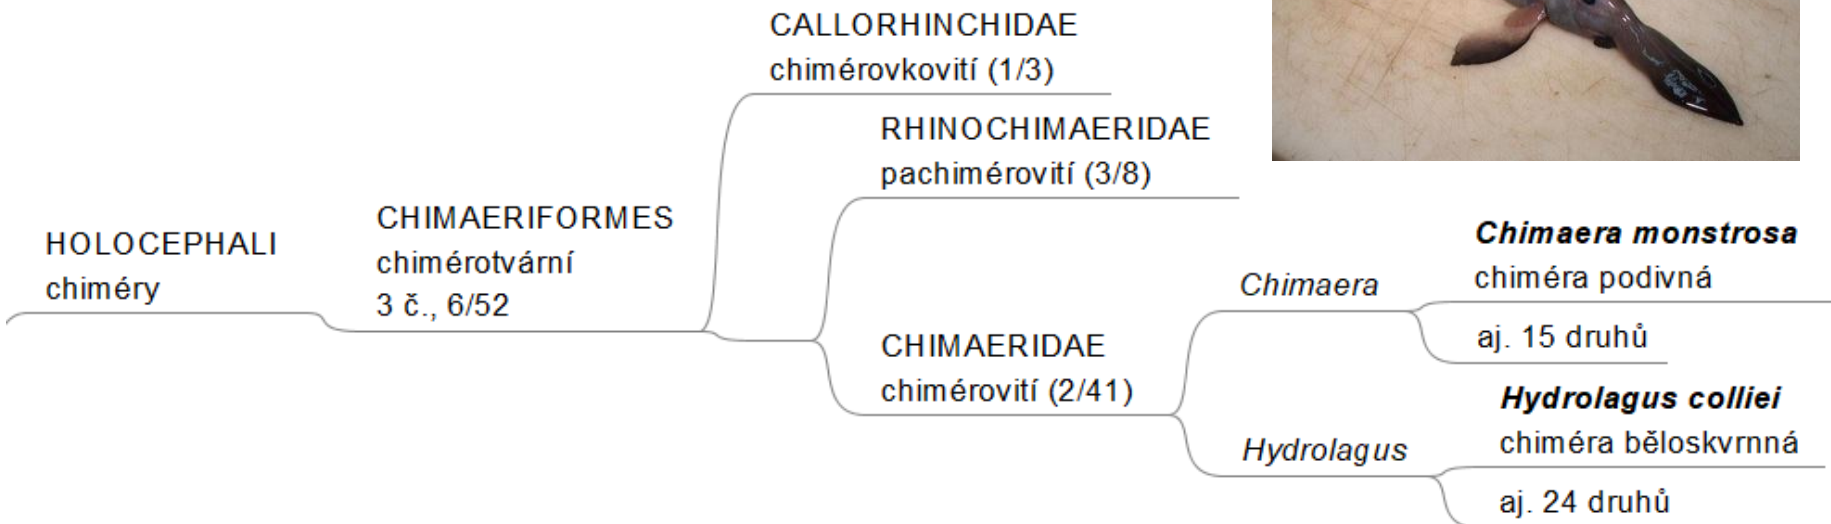 CALLORHINCHIDAE
chimérovkovití (1/3)
RHINOCHIMAERIDAE
pachimérovití (3/8)
HOLOCEPHALI
chiméry
CHIMAERIFORMES
chimérotvární
3 č., 6/52
CHIMAERIDAE
chimérovití (2/41)
Chimaera
Chimaera monstrosa
chiméra podivná
aj. 15 druhů
Hydrolagus
Hydrolagus colliei
chiméra běloskvrnná
aj. 24 druhů